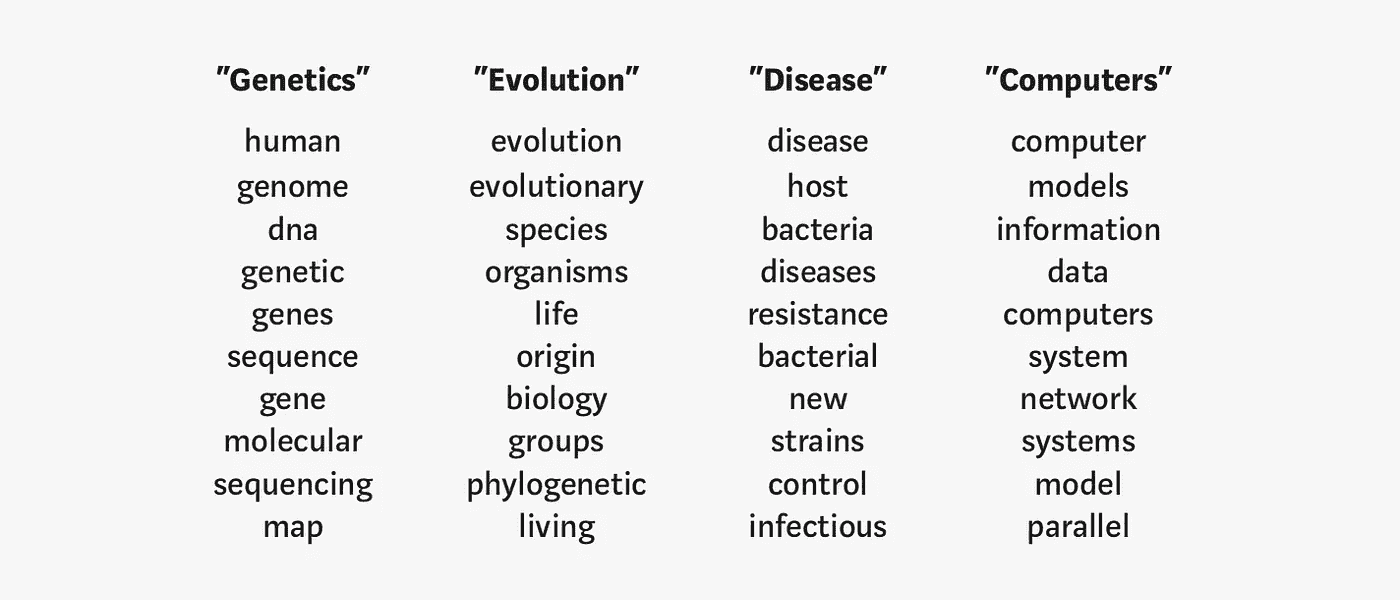 "Genetics" "Evolution" "Disease" "Computers"
human evolution disease computer
genome evolutionary host models
dna species bacteria information
genetic organisms diseases data
genes life resistance computers
sequence origin bacterial system
gene biology new network
molecular groups strains systems
sequencing phylogenetic control model
map living infectious parallel